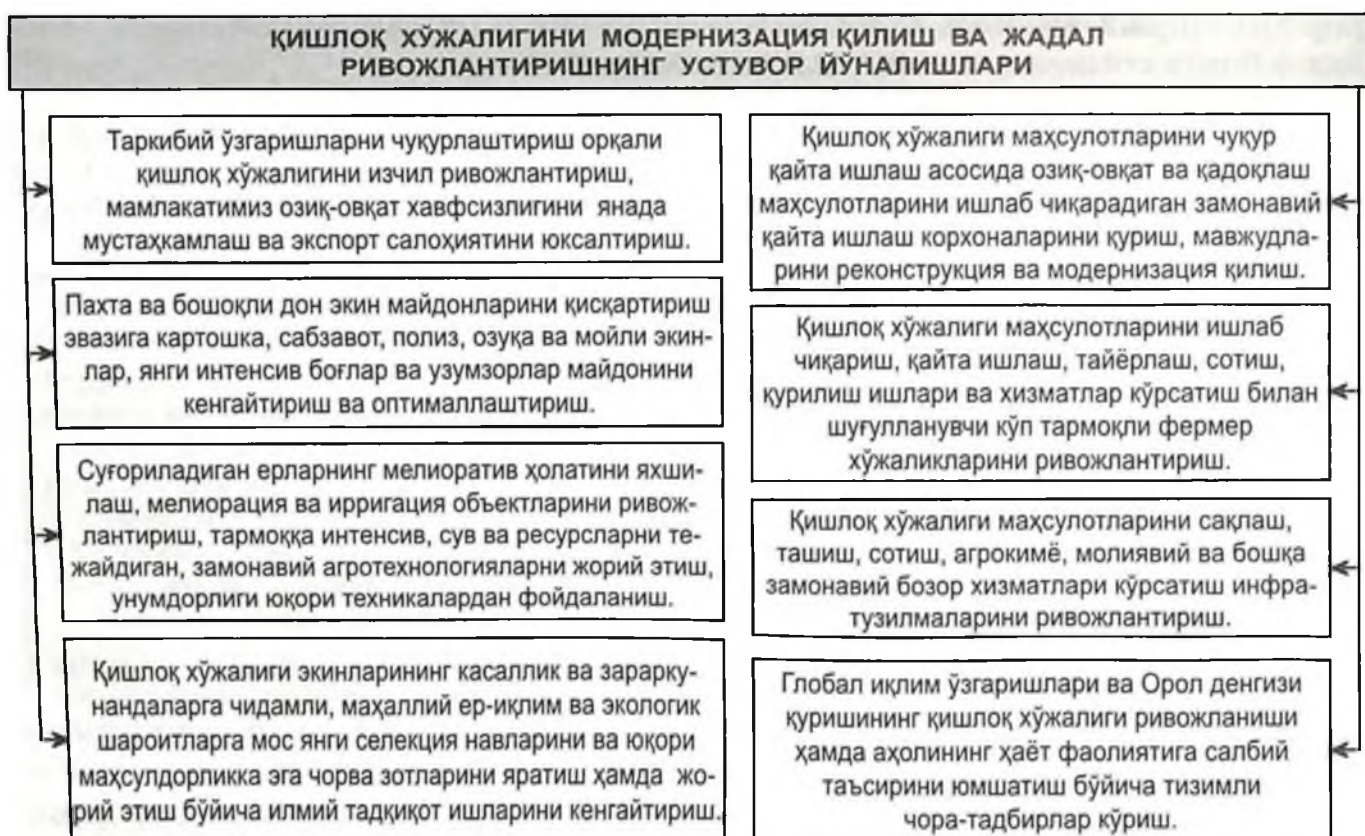 ҚИШЛОҚ ХЎЖАЛИГИНИ МОДЕРНИЗАЦИЯ ҚИЛИШ ВА ЖАДАЛ
РИВОЖЛАНТИРИШНИНГ УСТУВОР ЙЎНАЛИШЛАРИ
Таркибий ўзгаришларни чуқурлаштириш орқали
қишлоқ хўжалигини изчил ривожлантириш,
мамлакатимиз озиқ-овқат хавфсизлигини янада
мустаҳкамлаш ва экспорт салоҳиятини юксалтириш.
Пахта ва бошоқли дон экин майдонларини қисқартириш
эвазига картошка, сабзавот, полиз, озуқа ва мойли экин-
лар, янги интенсив боғлар ва узумзорлар майдонини
кенгайтириш ва оптималлаштириш.
Суғориладиган ерларнинг мелиоратив ҳолатини яхши-
лаш, мелиорация ва ирригация объектларини ривож-
лантириш, тармоққа интенсив, сув ва ресурсларни те-
жайдиган, замонавий агротехнологияларни жорий этиш,
унумдорлиги юқори техникалардан фойдаланиш.
Қишлоқ хўжалиги экинларининг касаллик ва зарарку-
нандаларга чидамли, маҳаллий ер-иқлим ва экологик
шароитларга мос янги селекция навларини ва юқори
маҳсулдорликка эга чорва зотларини яратиш ҳамда жо-
рий этиш бўйича илмий тадқиқот ишларини кенгайтириш.
Қишлоқ хўжалиги маҳсулотларини чуқур
қайта ишлаш асосида озиқ-овқат ва қадоқлаш
маҳсулотларини ишлаб чиқарадиган замонавий
қайта ишлаш корхоналарини қуриш, мавжудла-
рини реконструкция ва модернизация қилиш.
Қишлоқ хўжалиги маҳсулотларини ишлаб
чиқариш, қайта ишлаш, тайёрлаш, сотиш,
қурилиш ишлари ва хизматлар кўрсатиш билан
шуғулланувчи кўп тармоқли фермер
хўжаликларини ривожлантириш.
Қишлоқ хўжалиги маҳсулотларини сақлаш,
ташиш, сотиш, агрокимё, молиявий ва бошқа
замонавий бозор хизматлари кўрсатиш инфра-
тузилмаларини ривожлантириш.
Глобал иқлим ўзгаришлари ва Орол денгизи
қуришининг қишлоқ хўжалиги ривожланиши
ҳамда аҳолининг ҳаёт фаолиятига салбий
таъсирини юмшатиш бўйича тизимли
чора-тадбирлар кўриш.